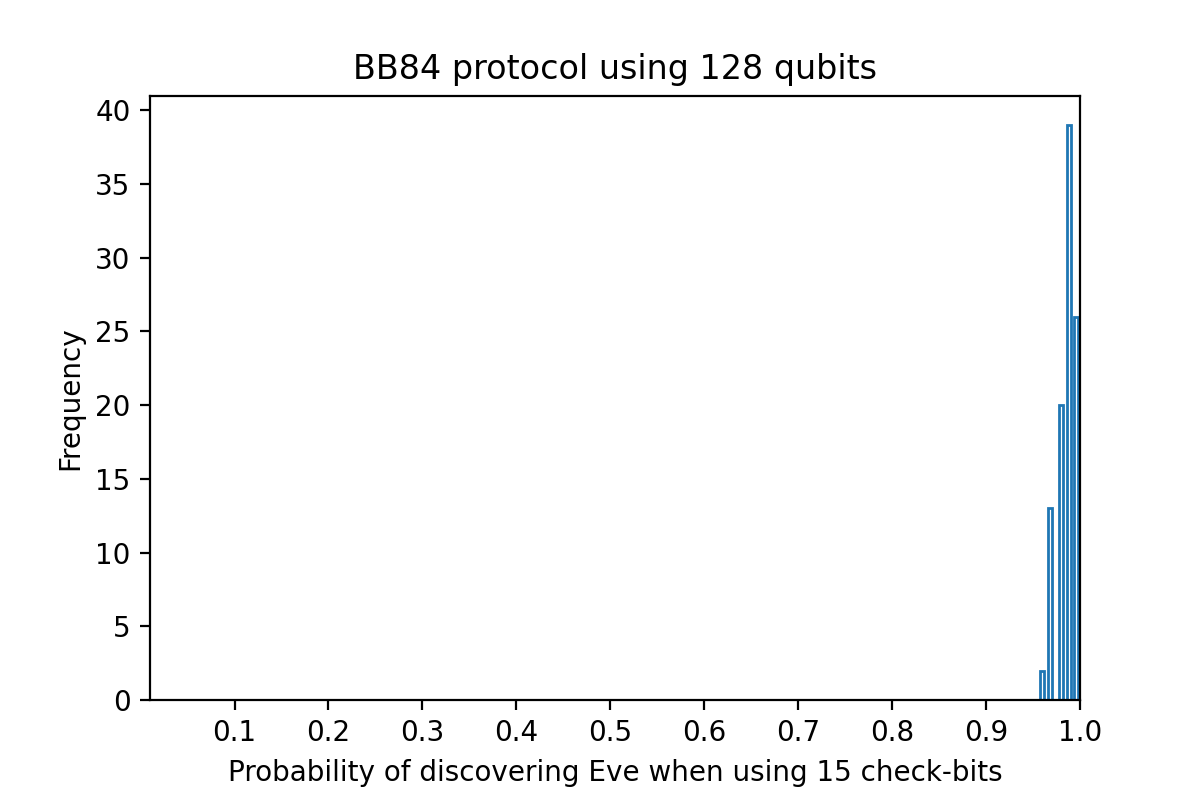 BB84 protocol using 128 qubits
40
35
30
25
20
15
10
5
0
Frequency
0.1 0.2 0.3 0.4 0.5 0.6 0.7 0.8 0.9 1.0
Probability of discovering Eve when using 15 check-bits